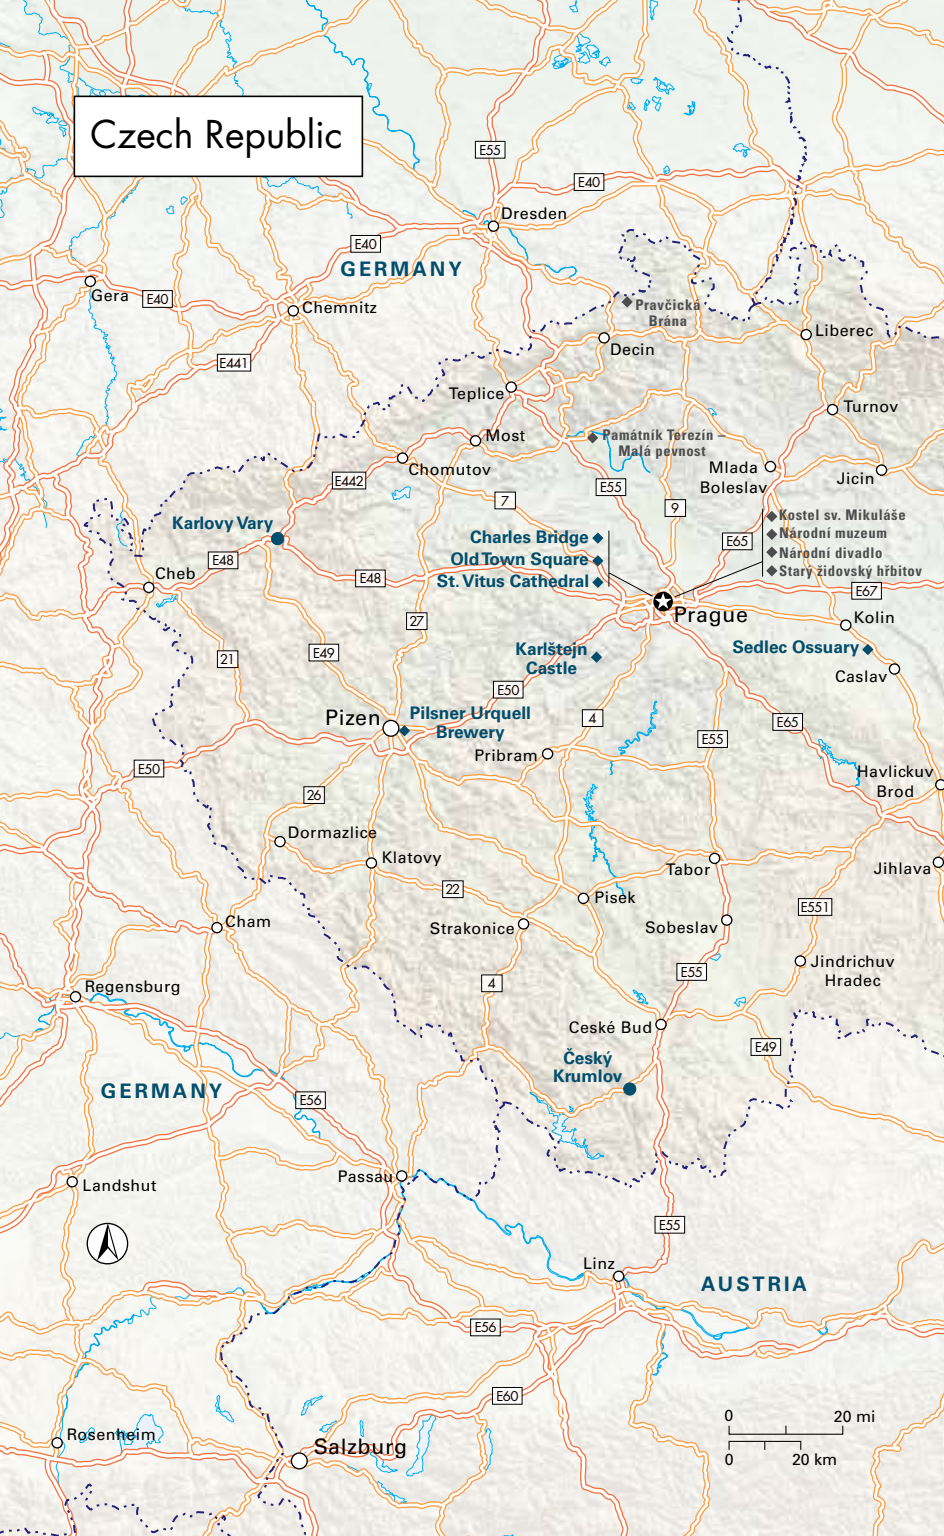 Czech Republic
E55
E40
Dresden
E40
GERMANY
Gera
E40
Chemnitz
Pravčická
Brána
Liberec
Decin
E441
Teplice
Turnov
Most
Památník Terezín –
Malá pevnost
Chomutov
Mlada
Boleslav
Jicin
E442
E55
7
9
Karlovy Vary
Kostel sv. Mikuláše
Národní muzeum
Národní divadlo
Starý židovský hřbitov
Charles Bridge
Old Town Square
St. Vitus Cathedral
E65
E48
Cheb
E48
E67
Prague
Kolin
27
21
E49
Karlštejn
Castle
Sedlec Ossuary
Caslav
E50
Pizen
Pilsner Urquell
Brewery
4
E65
E55
Pribram
E50
Havlickuv
Brod
26
Dormazlice
Klatovy
Tabor
Jihlava
22
Pisek
E551
Cham
Strakonice
Sobeslav
Jindrichuv
Hradec
E55
Regensburg
4
Ceské Bud
E49
Český
Krumlov
GERMANY
E56
Passau
Landshut
E55
Linz
AUSTRIA
E56
E60
0
20 mi
Rosenheim
Salzburg
0
20 km